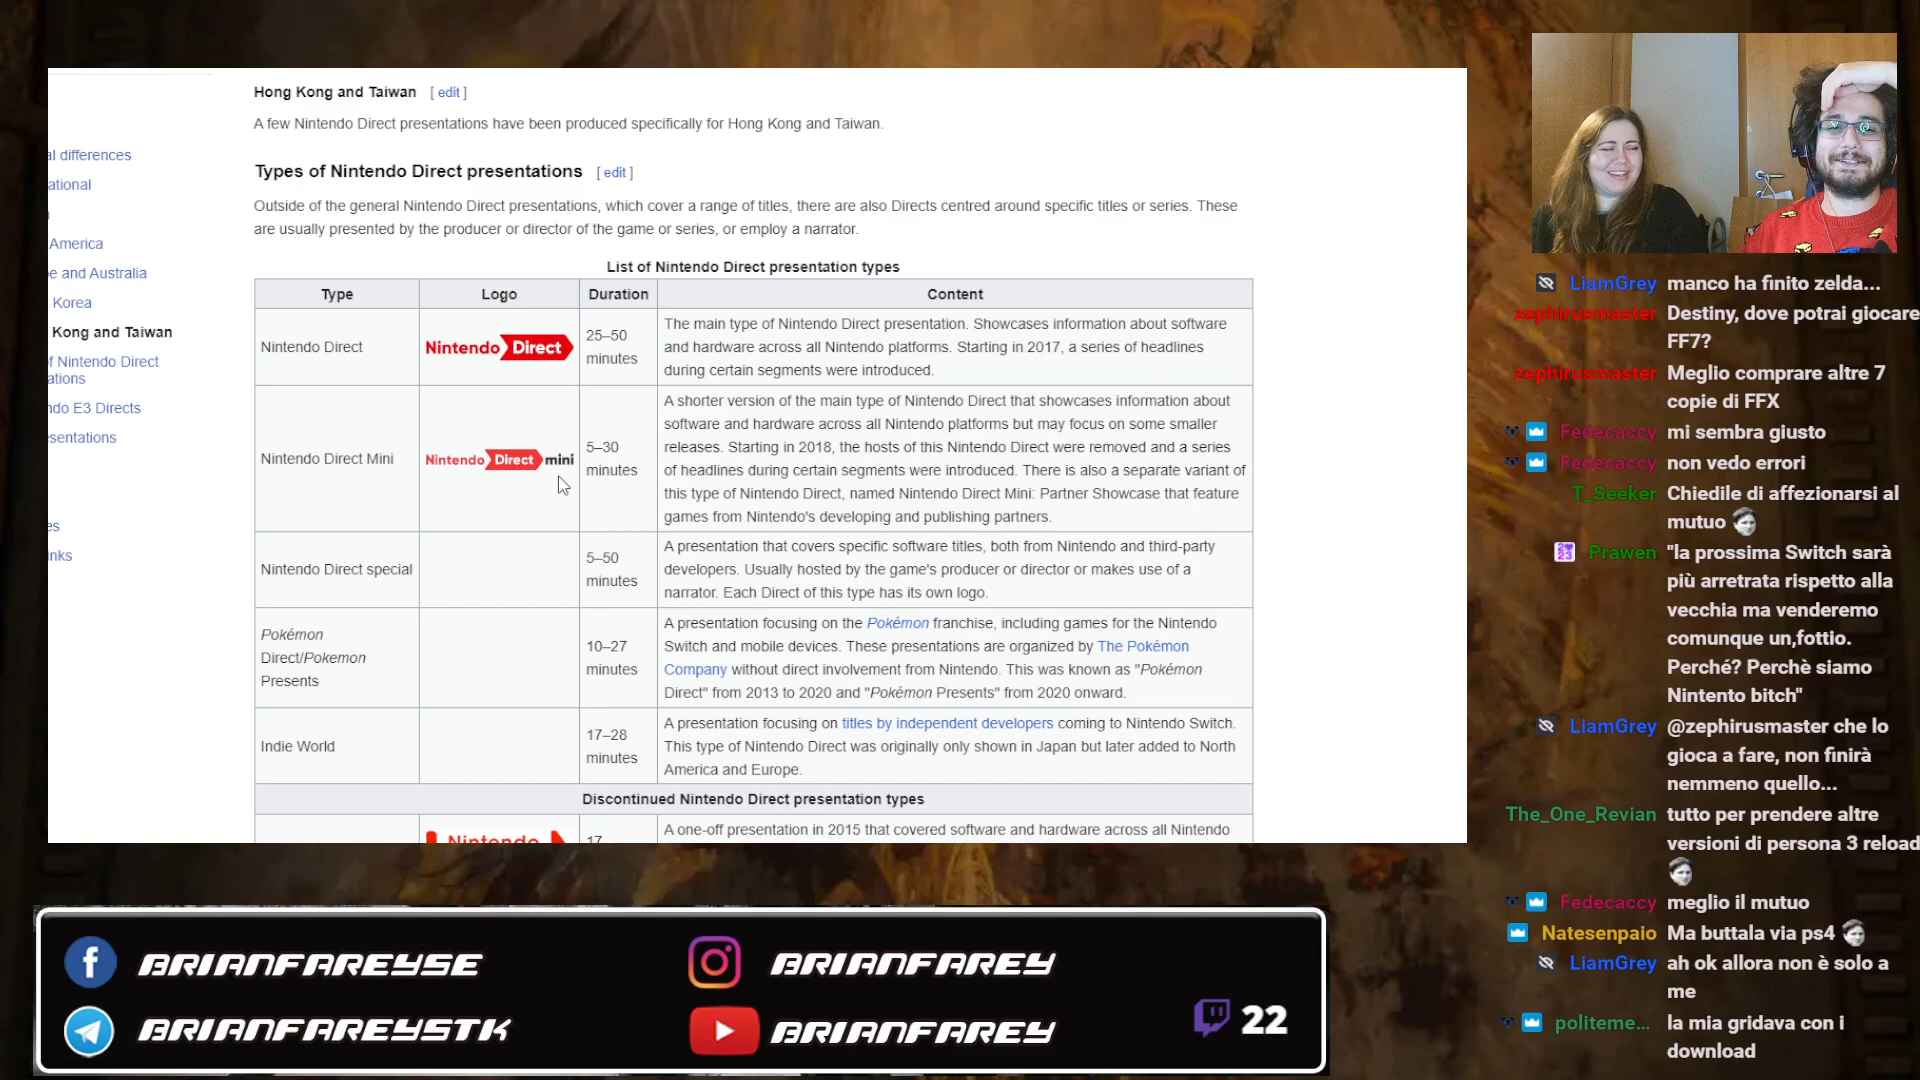 Hong Kong and Taiwan [ edit ]
A few Nintendo Direct presentations have been produced specifically for Hong Kong and Taiwan.
Types of Nintendo Direct presentations [ edit ]
Outside of the general Nintendo Direct presentations, which cover a range of titles, there are also Directs centred around specific titles or series. These
are usually presented by the producer or director of the game or series, or employ a narrator.
al differences
ational
America
e and Australia
Korea
Kong and Taiwan
f Nintendo Direct
ations
ndo E3 Directs
esentations
es
inks
List of Nintendo Direct presentation types
Type Logo Duration Content
Nintendo Direct
Nintendo Direct
25–50
minutes
The main type of Nintendo Direct presentation. Showcases information about software
and hardware across all Nintendo platforms. Starting in 2017, a series of headlines
during certain segments were introduced.
Nintendo Direct Mini
Nintendo Direct mini
5–30
minutes
A shorter version of the main type of Nintendo Direct that showcases information about
software and hardware across all Nintendo platforms but may focus on some smaller
releases. Starting in 2018, the hosts of this Nintendo Direct were removed and a series
of headlines during certain segments were introduced. There is also a separate variant of
this type of Nintendo Direct, named Nintendo Direct Mini: Partner Showcase that feature
games from Nintendo's developing and publishing partners.
Nintendo Direct special
5–50
minutes
A presentation that covers specific software titles, both from Nintendo and third-party
developers. Usually hosted by the game's producer or director or makes use of a
narrator. Each Direct of this type has its own logo.
Pokémon
Direct/Pokemon
Presents
10–27
minutes
A presentation focusing on the Pokémon franchise, including games for the Nintendo
Switch and mobile devices. These presentations are organized by The Pokémon
Company without direct involvement from Nintendo. This was known as "Pokémon
Direct" from 2013 to 2020 and "Pokémon Presents" from 2020 onward.
Indie World
17–28
minutes
A presentation focusing on titles by independent developers coming to Nintendo Switch.
This type of Nintendo Direct was originally only shown in Japan but later added to North
America and Europe.
Discontinued Nintendo Direct presentation types
Nintendo
17
A one-off presentation in 2015 that covered software and hardware across all Nintendo
LiamGrey manco ha finito zelda...
zephirusmaster Destiny, dove potrai giocare
FF7?
zephirusmaster Meglio comprare altre 7
copie di FFX
Fedecaccy mi sembra giusto
Fedecaccy non vedo errori
T_Seeker Chiedile di affezionarsi al
mutuo
Prawen "la prossima Switch sarà
più arretrata rispetto alla
vecchia ma venderemo
comunque un,fottio.
Perché? Perchè siamo
Nintento bitch"
LiamGrey @zephirusmaster che lo
gioca a fare, non finirà
nemmeno quello...
The_One_Revian tutto per prendere altre
versioni di persona 3 reload
Fedecaccy meglio il mutuo
Natesenpaio Ma buttala via ps4
LiamGrey ah ok allora non è solo a
me
politeme... la mia gridava con i
download
BRIANFAREYSE
BRIANFAREY
BRIANFAREYSTK
BRIANFAREY
22